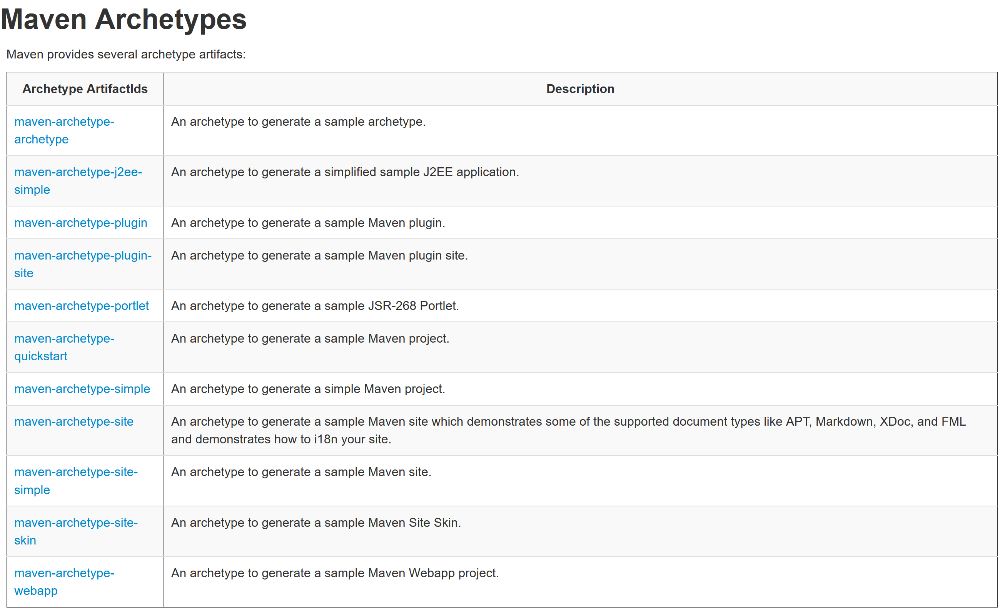 Maven Archetypes
Maven provides several archetype artifacts:
Archetype ArtifactIds Description
maven-archetype- An archetype to generate a sample archetype.
archetype
maven-archetype-j2ee- An archetype to generate a simplified sample J2EE application.
simple
maven-archetype-plugin An archetype to generate a sample Maven plugin.
maven-archetype-plugin- An archetype to generate a sample Maven plugin site.
site
maven-archetype-portlet An archetype to generate a sample JSR-268 Portlet.
maven-archetype- An archetype to generate a sample Maven project.
quickstart
maven-archetype-simple An archetype to generate a simple Maven project.
maven-archetype-site An archetype to generate a sample Maven site which demonstrates some of the supported document types like APT, Markdown, XDoc, and FML
and demonstrates how to i18n your site.
maven-archetype-site- An archetype to generate a sample Maven site.
simple
maven-archetype-site- An archetype to generate a sample Maven Site Skin.
skin
maven-archetype- An archetype to generate a sample Maven Webapp project.
webapp